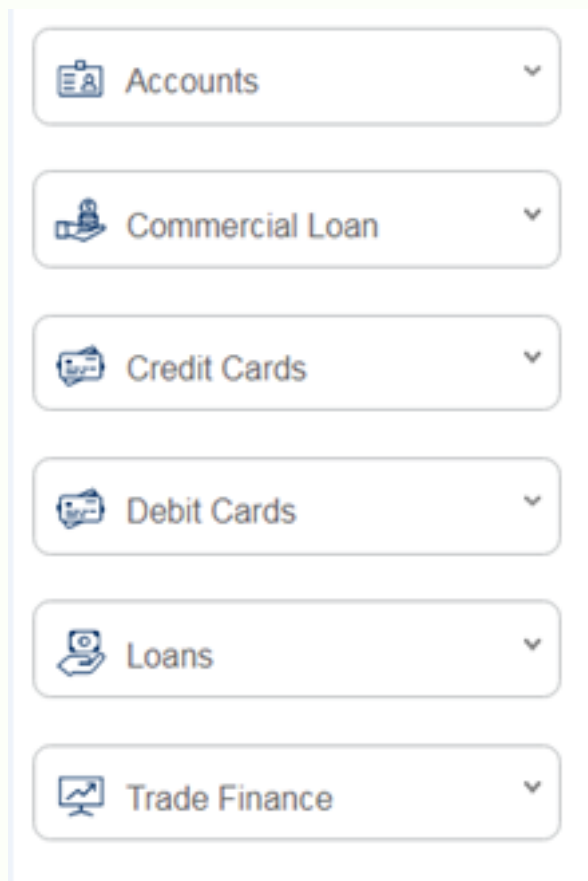 Accounts
Commercial Loan
Credit Cards
Debit Cards
Loans
Trade Finance